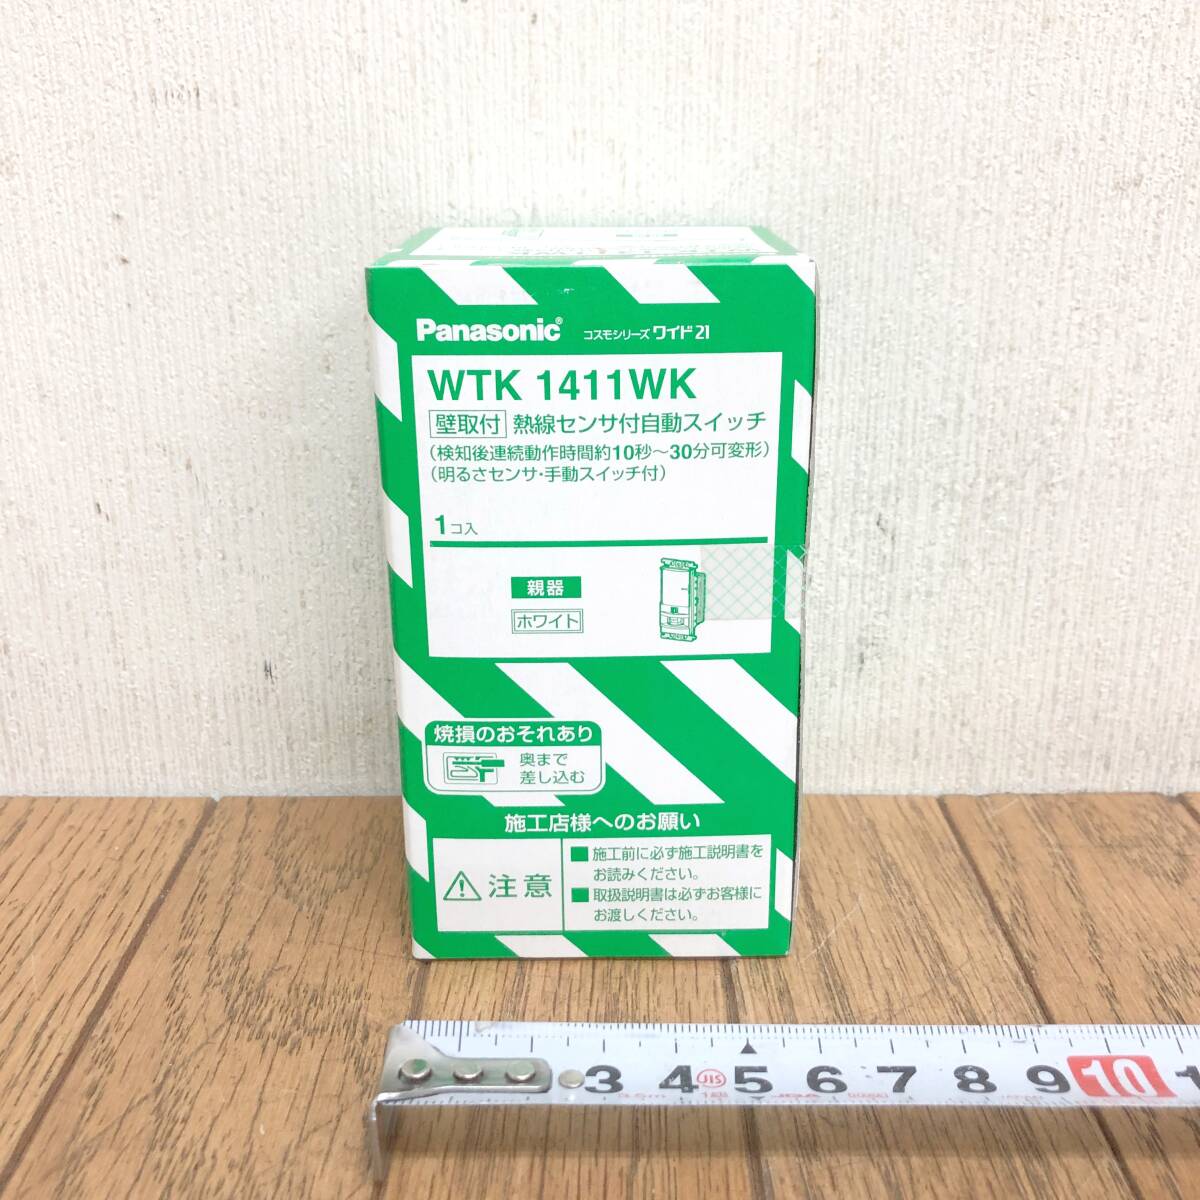 Panasonic® コスモシリーズ ワイド21
WTK 1411WK
壁取付 熱線センサ付自動スイッチ
(検知後連続動作時間約10秒～30分可変形)
(明るさセンサ・手動スイッチ付)
1コ入
親器
ホワイト
焼損のおそれあり
奥まで
差し込む
施工店様へのお願い
注意
■施工前に必ず施工説明書を
お読みください。
■取扱説明書は必ずお客様に
お渡しください。
3 4 JIS 5 6 7 8 9 10 1